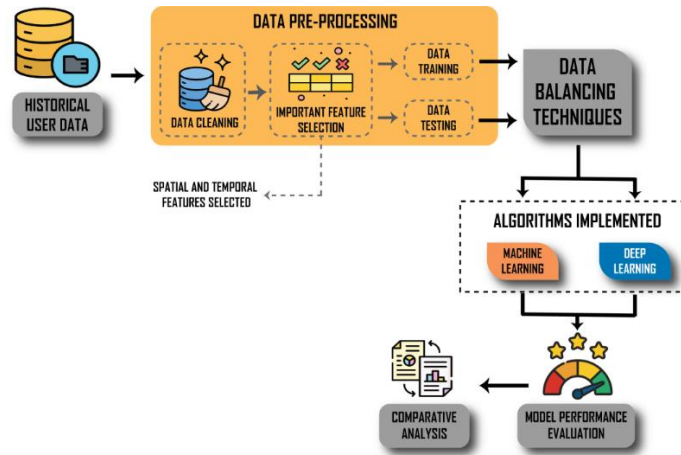 DATA PRE-PROCESSING
HISTORICAL
USER DATA
DATA CLEANING
IMPORTANT FEATURE
SELECTION
DATA
TRAINING
DATA
TESTING
DATA
BALANCING
TECHNIQUES
SPATIAL AND TEMPORAL
FEATURES SELECTED
ALGORITHMS IMPLEMENTED
MACHINE
LEARNING
DEEP
LEARNING
COMPARATIVE
ANALYSIS
MODEL PERFORMANCE
EVALUATION